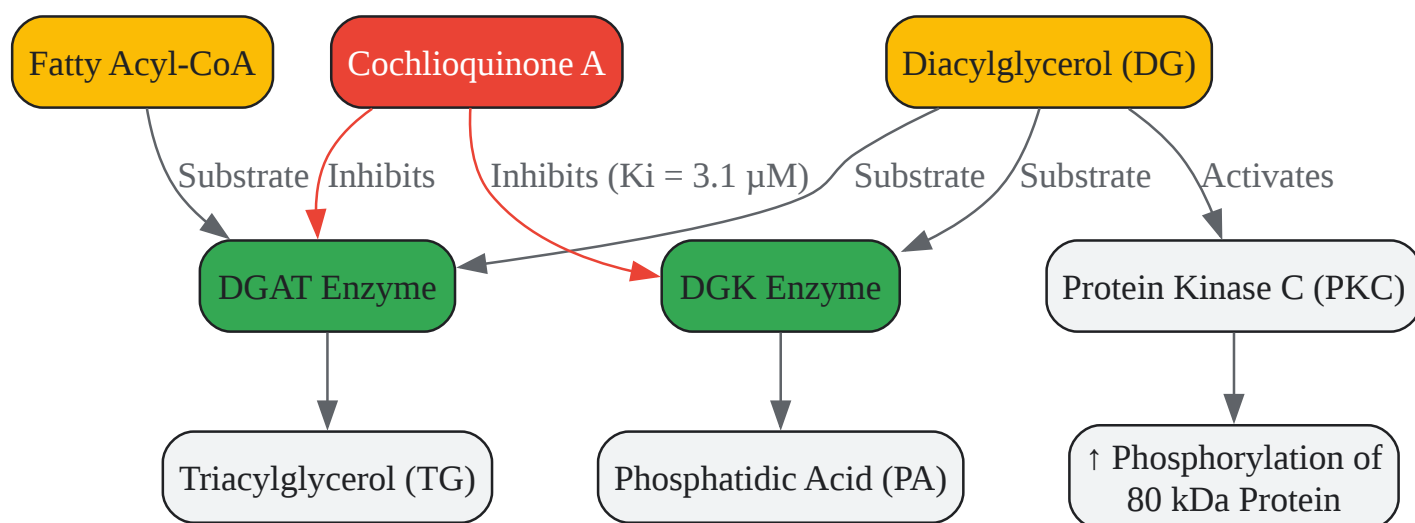 Fatty Acyl-CoA
Cochlioquinone A
Diacylglycerol (DG)
Substrate
Inhibits
Inhibits (Ki = 3.1 µM)
Substrate
Substrate
Activates
DGAT Enzyme
DGK Enzyme
Protein Kinase C (PKC)
Triacylglycerol (TG)
Phosphatidic Acid (PA)
↑ Phosphorylation of
80 kDa Protein